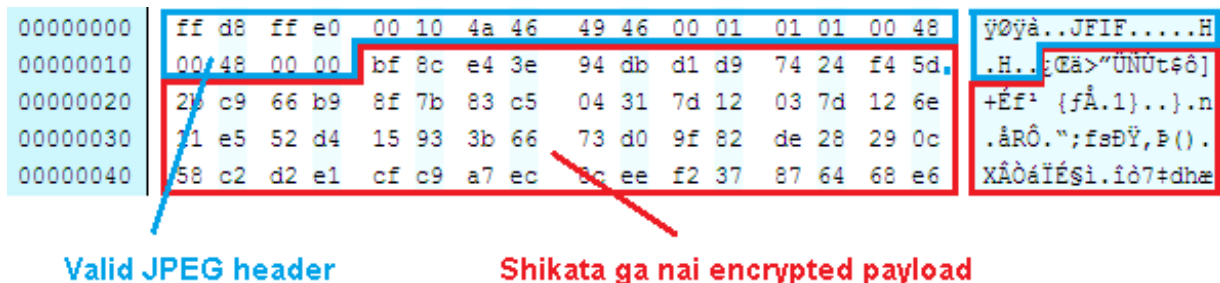 00000000 ff d8 ff e0 00 10 4a 46 49 46 00 01 01 01 00 48 ÿØÿà..JFIF.....H
00000010 00 48 00 00 bf 8c e4 3e 94 db d1 d9 74 24 f4 5d .H..¿Œä>”ÛÑÙt$ô]
00000020 2b c9 66 b9 8f 7b 83 c5 04 31 7d 12 03 7d 12 6e +Éf¹ {ƒÅ.1}..}.n
00000030 11 e5 52 d4 15 93 3b 66 73 d0 9f 82 de 28 29 0c .åRÔ.“;fsÐŸ‚Þ().
00000040 58 c2 d2 e1 cf c9 a7 ec ee f2 37 87 64 68 e6 XÂÒáÏÉ§ì.îò7‡dhæ
Valid JPEG header Shikata ga nai encrypted payload